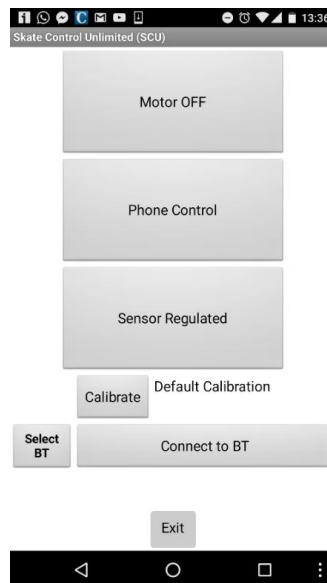 13:36
Skate Control Unlimited (SCU)
Motor OFF
Phone Control
Sensor Regulated
Calibrate
Default Calibration
Select
BT
Connect to BT
Exit